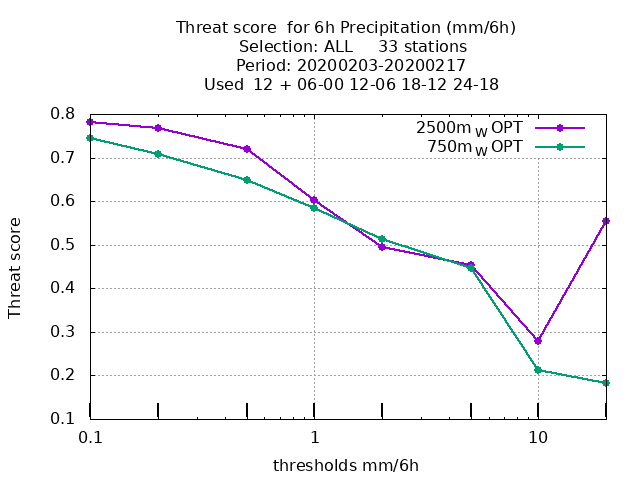 Threat score  for 6h Precipitation (mm/6h)
Selection: ALL     33 stations
Period: 20200203-20200217
Used  12 + 06-00 12-06 18-12 24-18
2500m W OPT
750m W OPT
0.8
0.7
0.6
0.5
0.4
0.3
0.2
0.1
Threat score
0.1 1 10
thresholds mm/6h